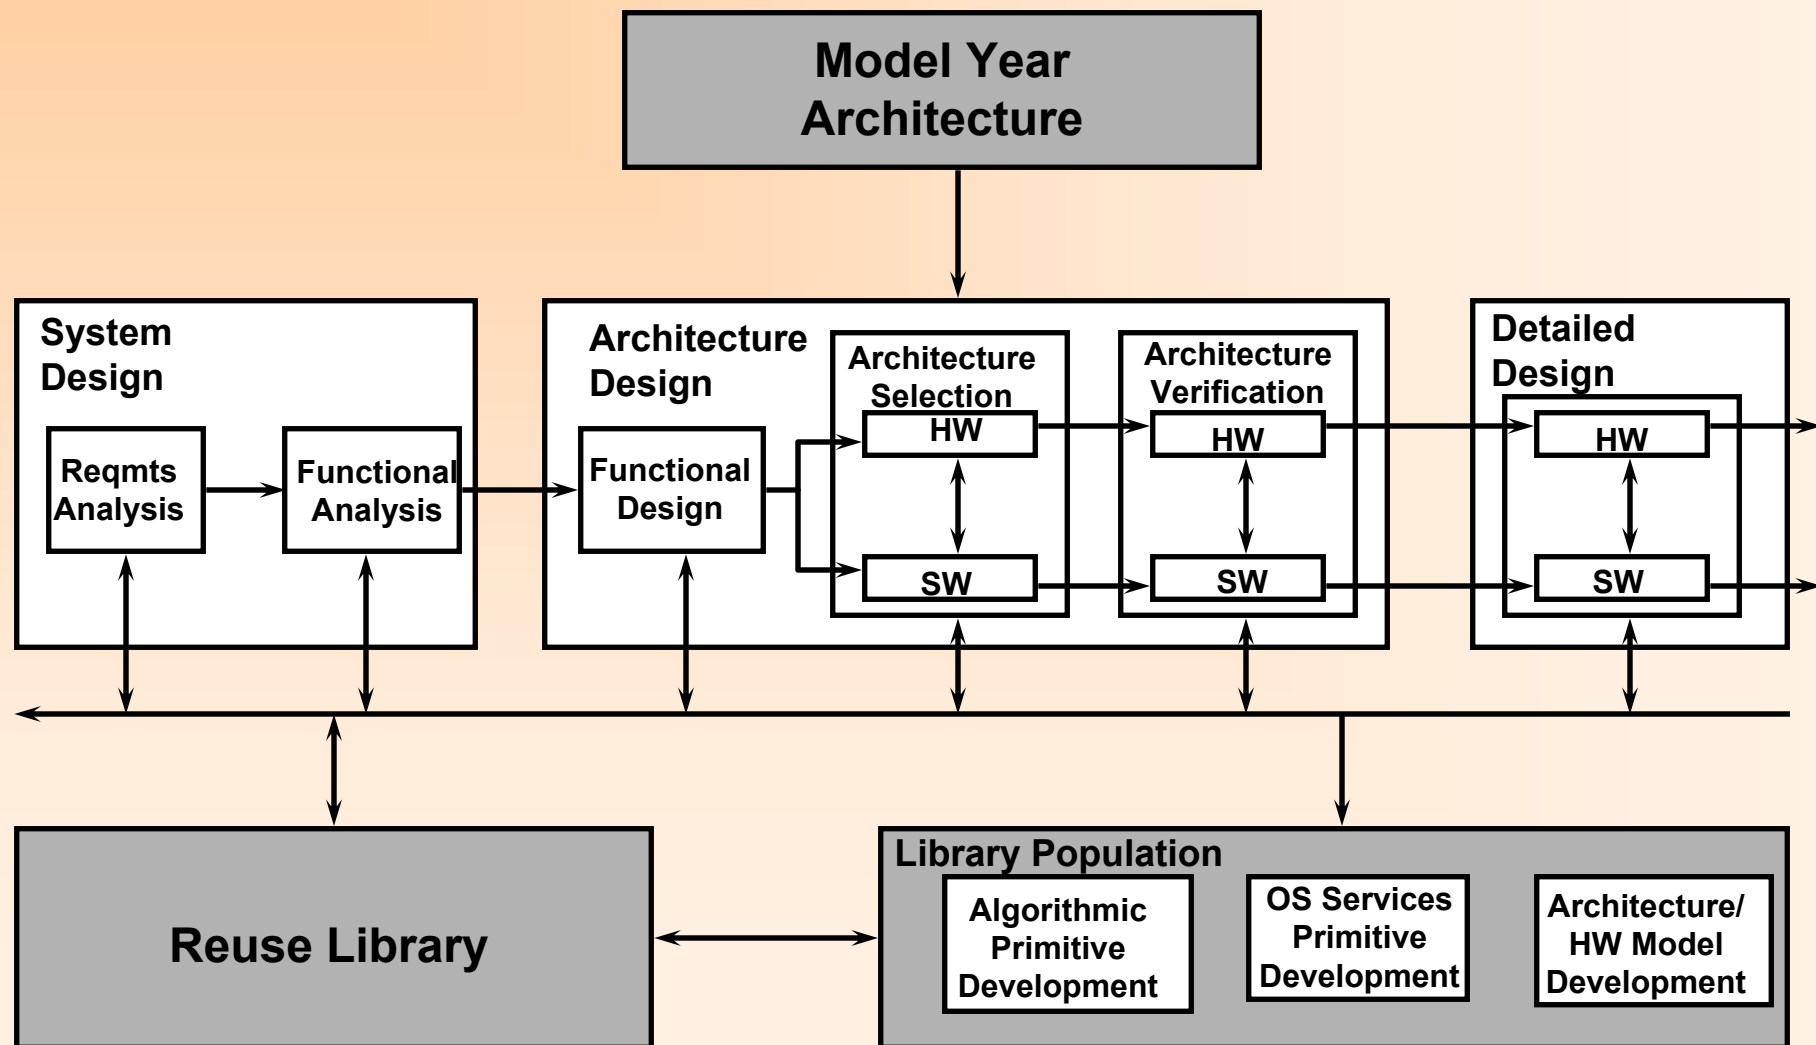 Model Year
Architecture
System
Design
Reqmts
Analysis
Functional
Analysis
Architecture
Design
Functional
Design
Architecture
Selection
HW
SW
Architecture
Verification
HW
SW
Detailed
Design
HW
SW
Reuse Library
Library Population
Algorithmic
Primitive
Development
OS Services
Primitive
Development
Architecture/
HW Model
Development